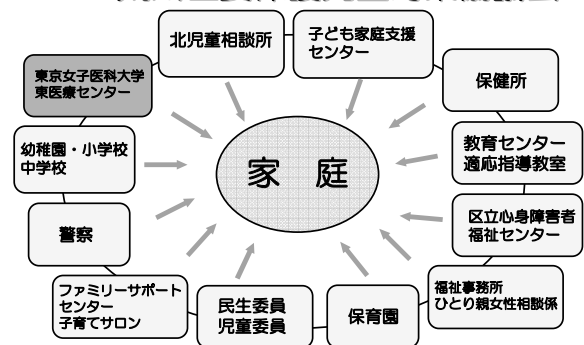 北児童相談所
子ども家庭支援
センター
東京女子医科大学
東医療センター
保健所
幼稚園・小学校
中学校
家 庭
教育センター
適応指導教室
警察
区立心身障害者
福祉センター
ファミリーサポート
センター
子育てサロン
民生委員
児童委員
保育園
福祉事務所
ひとり親女性相談係